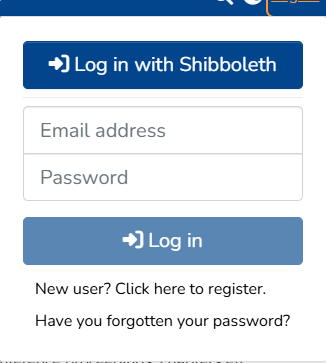 Log in with Shibboleth
Email address
Password
Log in
New user? Click here to register.
Have you forgotten your password?